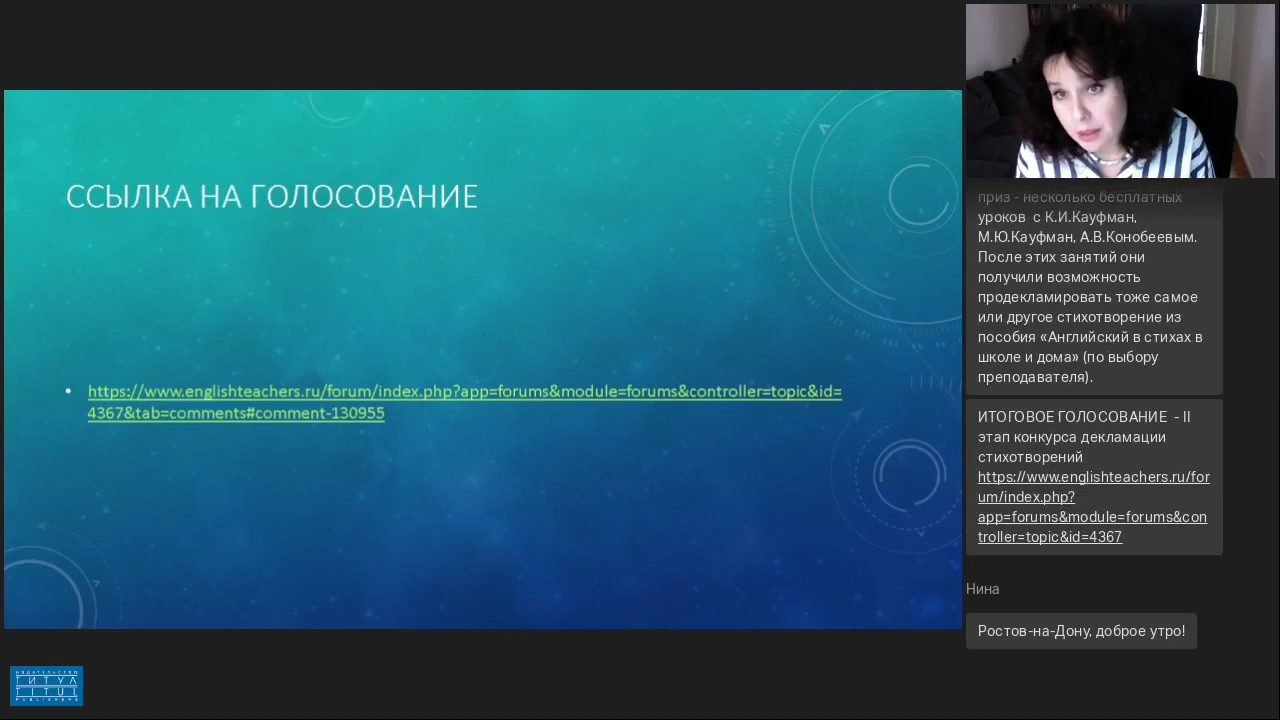 ССЫЛКА НА ГОЛОСОВАНИЕ
https://www.englishteachers.ru/forum/index.php?app=forums&module=forums&controller=topic&id=
4367&tab=comments#comment-130955
приз - несколько бесплатных
уроков с К.И.Кауфман,
М.Ю.Кауфман, А.В.Конобеевым.
После этих занятий они
получили возможность
продекламировать тоже самое
или другое стихотворение из
пособия «Английский в стихах в
школе и дома» (по выбору
преподавателя).
ИТОГОВОЕ ГОЛОСОВАНИЕ - II
этап конкурса декламации
стихотворений
https://www.englishteachers.ru/for
um/index.php?
app=forums&module=forums&con
troller=topic&id=4367
Нина
Ростов-на-Дону, доброе утро!
ИЗДАТЕЛЬСТВО
ТИТУЛ
TITUL
PUBLISHERS